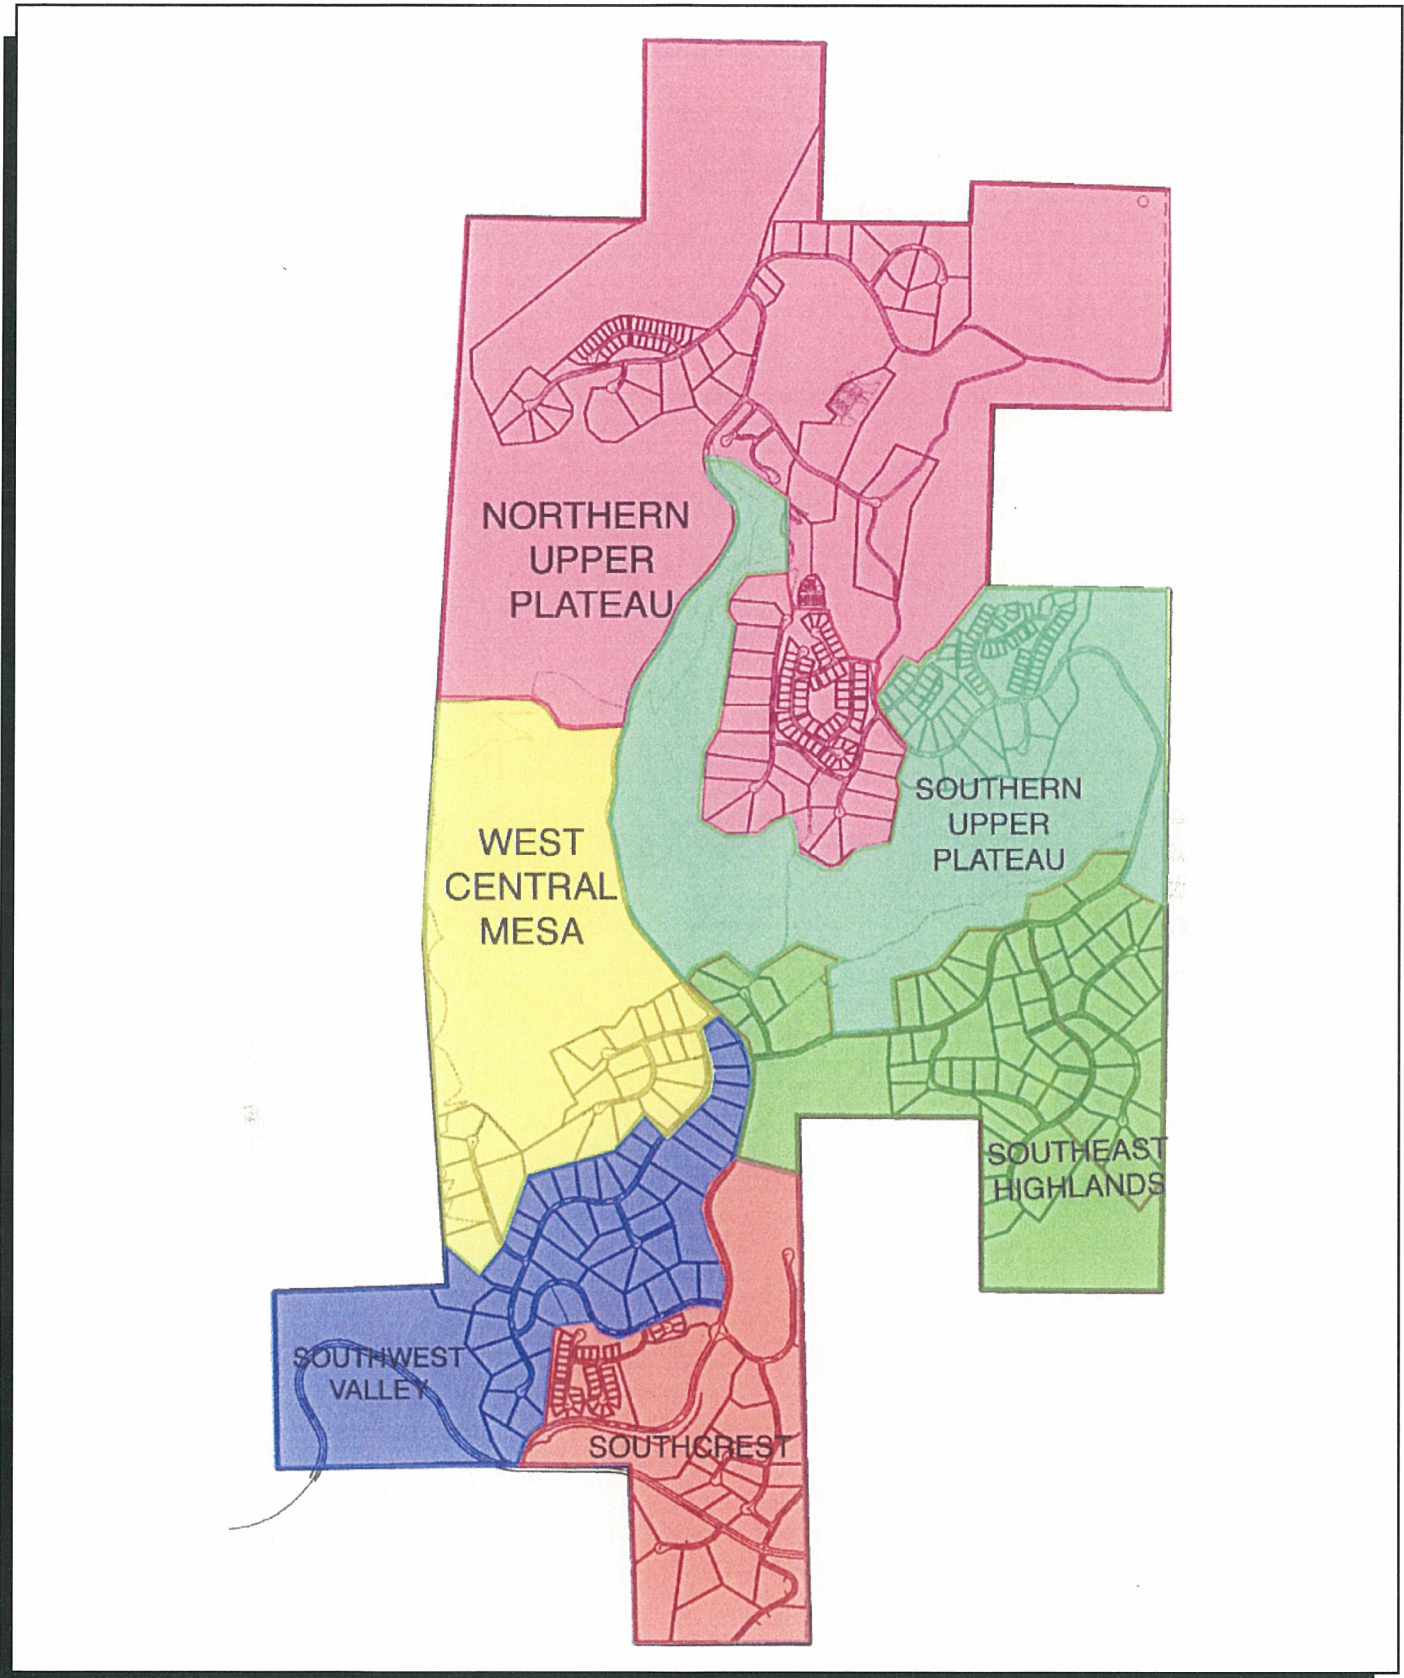 NORTHERN
UPPER
PLATEAU
SOUTHERN
UPPER
PLATEAU
WEST
CENTRAL
MESA
SOUTHEAST
HIGHLANDS
SOUTHWEST
VALLEY
SOUTHCREST